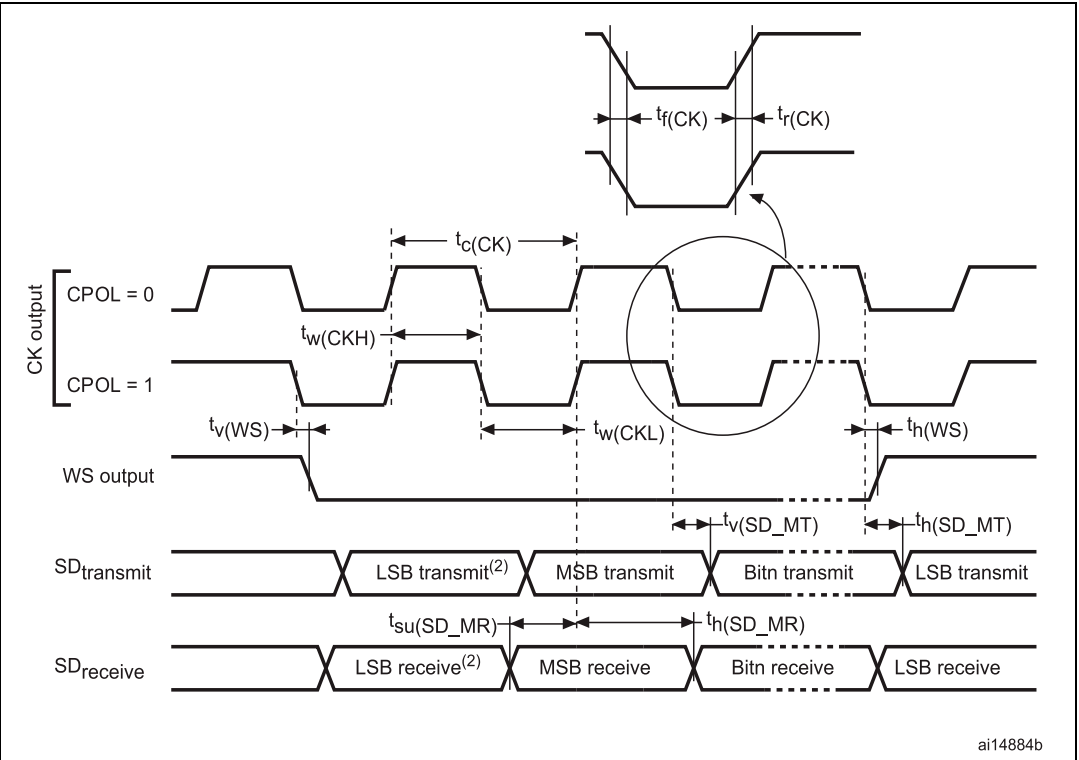 tf(CK)
tr(CK)
tc(CK)
CK output
CPOL = 0
tw(CKH)
CPOL = 1
tv(WS)
tw(CKL)
th(WS)
WS output
tv(SD_MT)
th(SD_MT)
SDtransmit
LSB transmit(2)
MSB transmit
Bitn transmit
LSB transmit
tsu(SD_MR)
th(SD_MR)
SDreceive
LSB receive(2)
MSB receive
Bitn receive
LSB receive
ai14884b